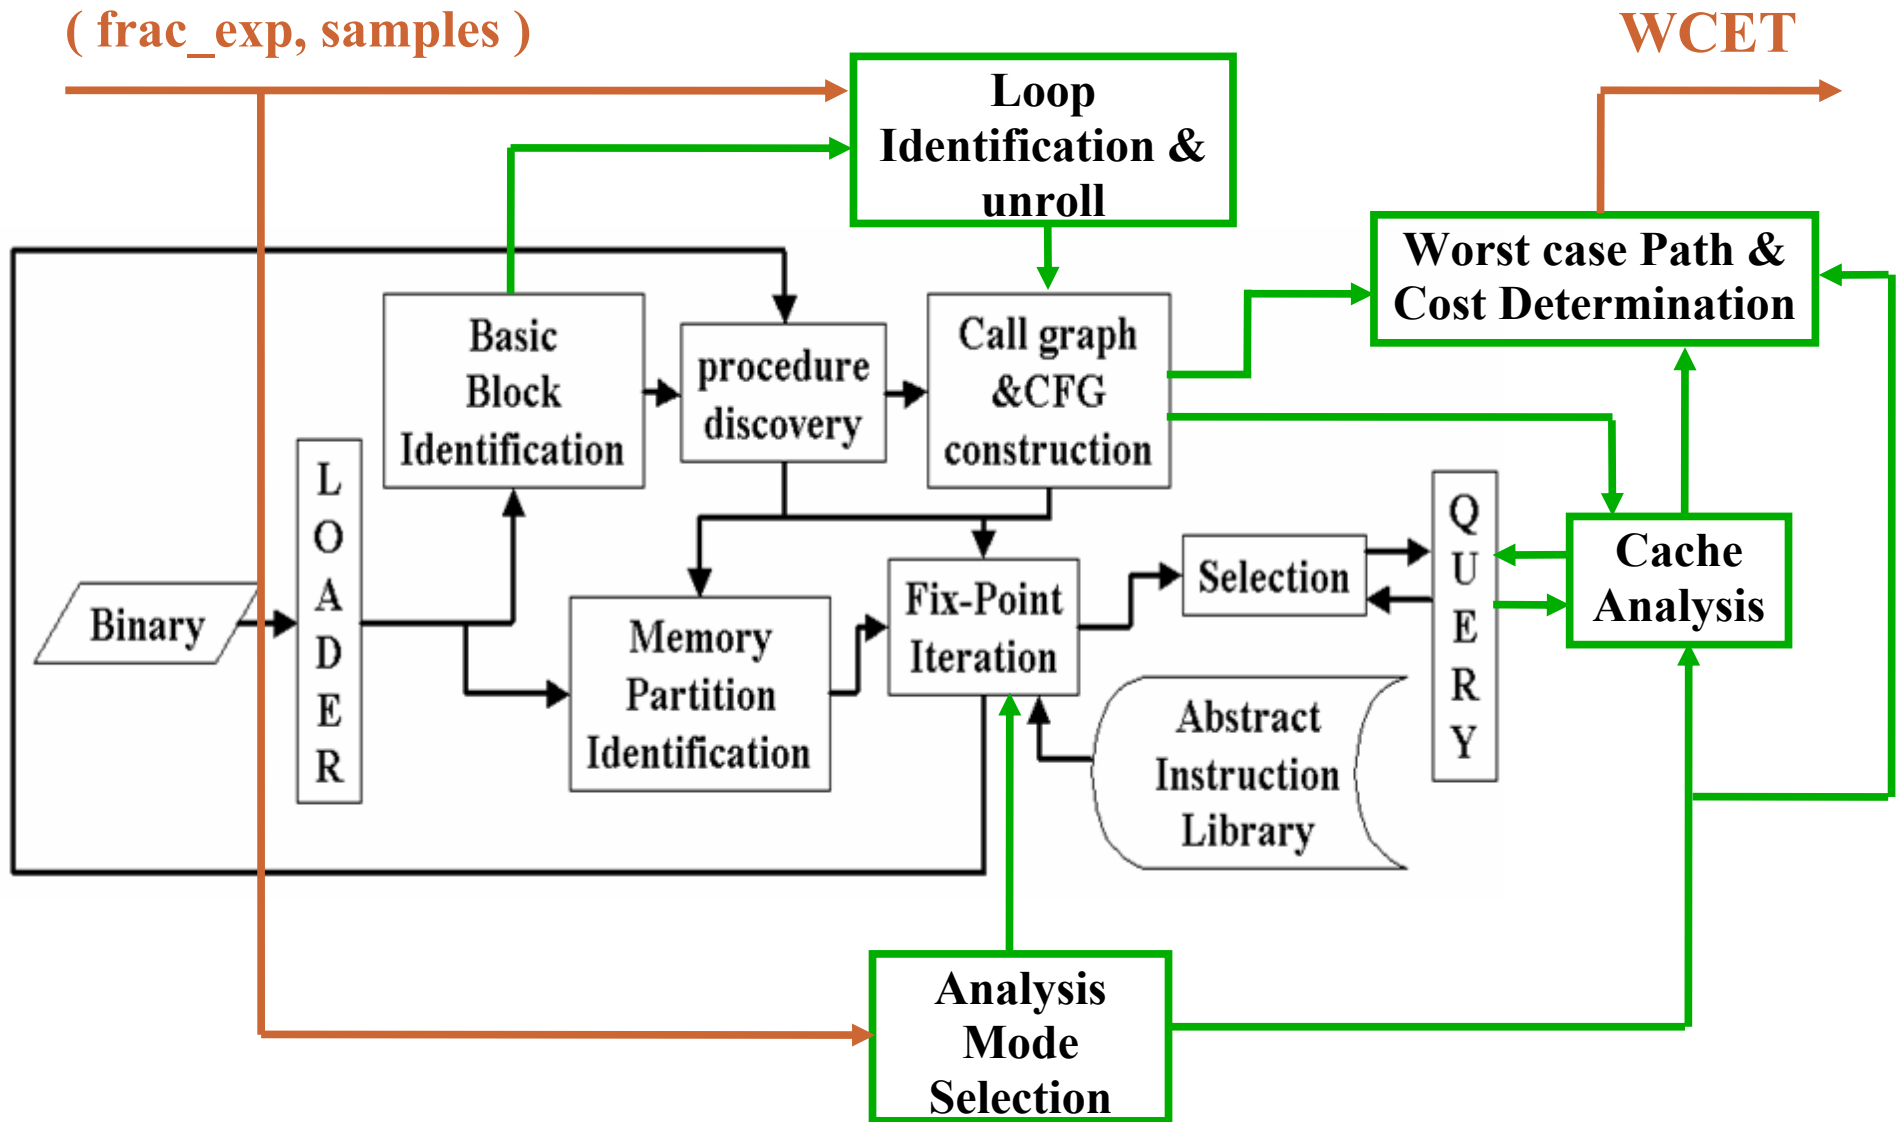 ( frac_exp, samples )
WCET
Loop
Identification &
unroll
Worst case Path &
Cost Determination
Basic
Block
Identification
procedure
discovery
Call graph
&CFG
construction
L
O
A
D
E
R
Binary
Memory
Partition
Identification
Fix-Point
Iteration
Selection
Q
U
E
R
Y
Cache
Analysis
Abstract
Instruction
Library
Analysis
Mode
Selection